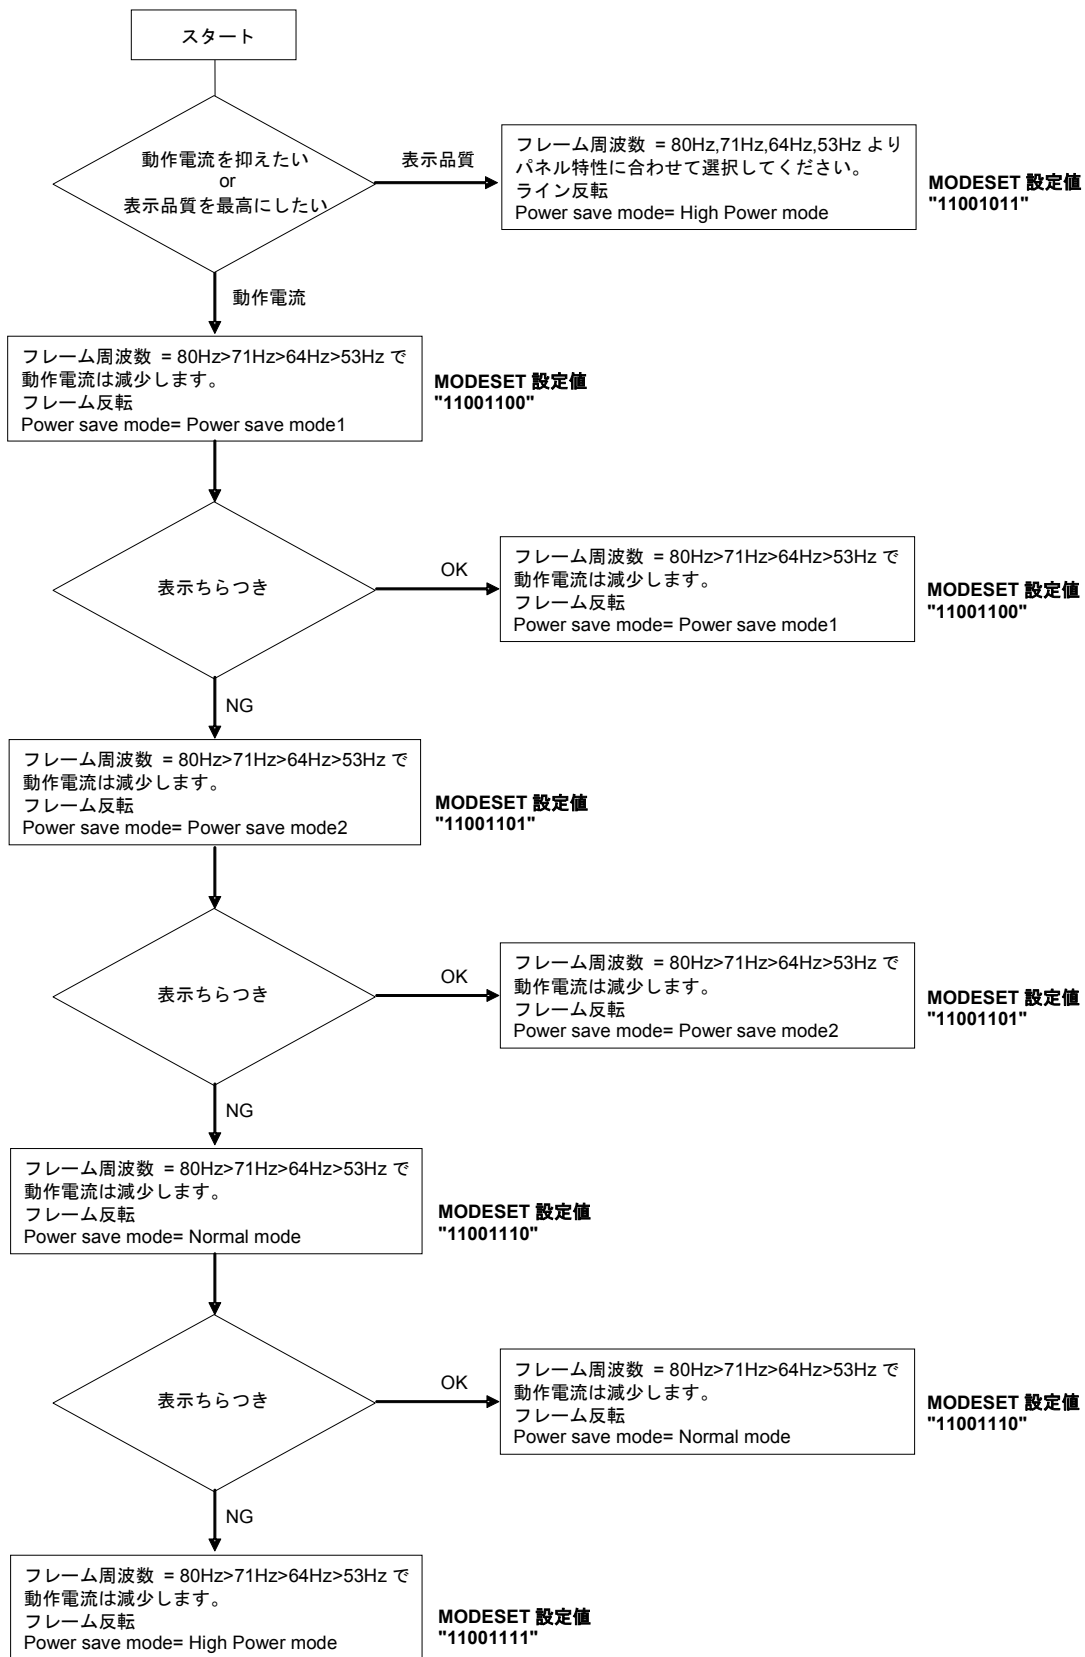 スタート
動作電流を抑えたい
or
表示品質を最高にしたい
表示品質
フレーム周波数 = 80Hz,71Hz,64Hz,53Hz より
パネル特性に合わせて選択してください。
ライン反転
Power save mode= High Power mode
MODESET 設定値
"11001011"
動作電流
フレーム周波数 = 80Hz>71Hz>64Hz>53Hz で
動作電流は減少します。
フレーム反転
Power save mode= Power save mode1
MODESET 設定値
"11001100"
表示ちらつき
OK
フレーム周波数 = 80Hz>71Hz>64Hz>53Hz で
動作電流は減少します。
フレーム反転
Power save mode= Power save mode1
MODESET 設定値
"11001100"
NG
フレーム周波数 = 80Hz>71Hz>64Hz>53Hz で
動作電流は減少します。
フレーム反転
Power save mode= Power save mode2
MODESET 設定値
"11001101"
表示ちらつき
OK
フレーム周波数 = 80Hz>71Hz>64Hz>53Hz で
動作電流は減少します。
フレーム反転
Power save mode= Power save mode2
MODESET 設定値
"11001101"
NG
フレーム周波数 = 80Hz>71Hz>64Hz>53Hz で
動作電流は減少します。
フレーム反転
Power save mode= Normal mode
MODESET 設定値
"11001110"
表示ちらつき
OK
フレーム周波数 = 80Hz>71Hz>64Hz>53Hz で
動作電流は減少します。
フレーム反転
Power save mode= Normal mode
MODESET 設定値
"11001110"
NG
フレーム周波数 = 80Hz>71Hz>64Hz>53Hz で
動作電流は減少します。
フレーム反転
Power save mode= High Power mode
MODESET 設定値
"11001111"